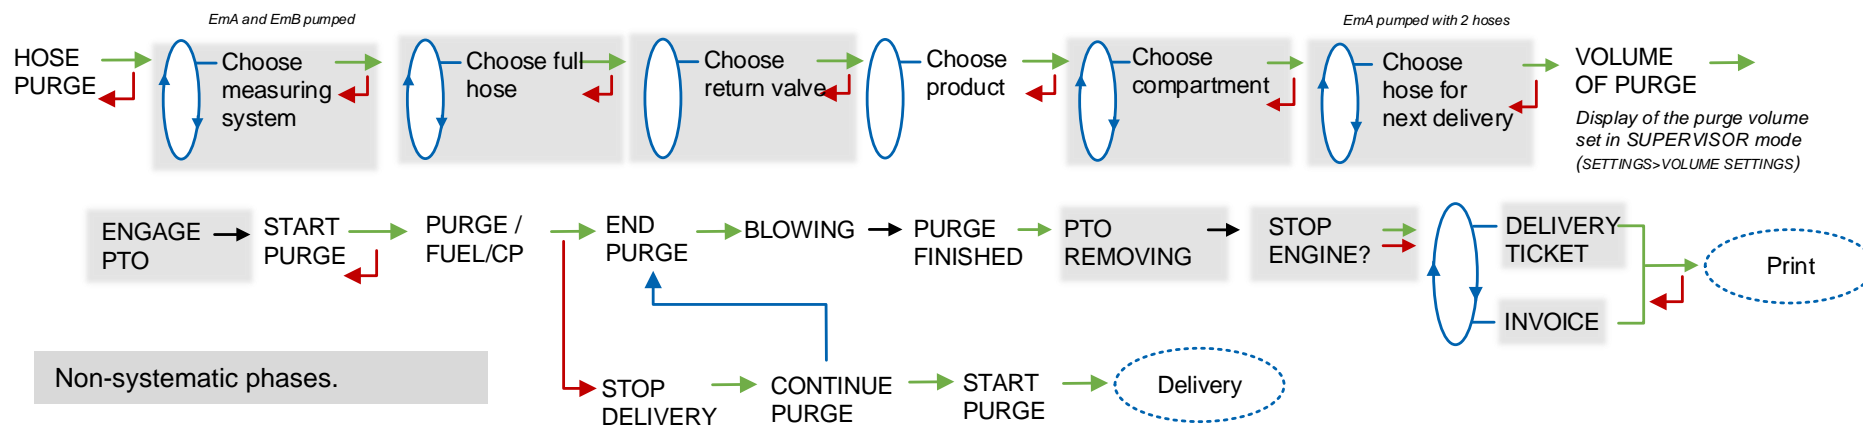 EmA and EmB pumped
EmA pumped with 2 hoses
HOSE
PURGE
Choose
measuring
system
Choose full
hose
Choose
return valve
Choose
product
Choose
compartment
Choose
hose for
next delivery
VOLUME
OF PURGE
Display of the purge volume
set in SUPERVISOR mode
(SETTINGS>VOLUME SETTINGS)
ENGAGE
PTO
START
PURGE
PURGE /
FUEL/CP
END
PURGE
BLOWING
PURGE
FINISHED
PTO
REMOVING
STOP
ENGINE?
DELIVERY
TICKET
INVOICE
Print
Non-systematic phases.
STOP
DELIVERY
CONTINUE
PURGE
START
PURGE
Delivery